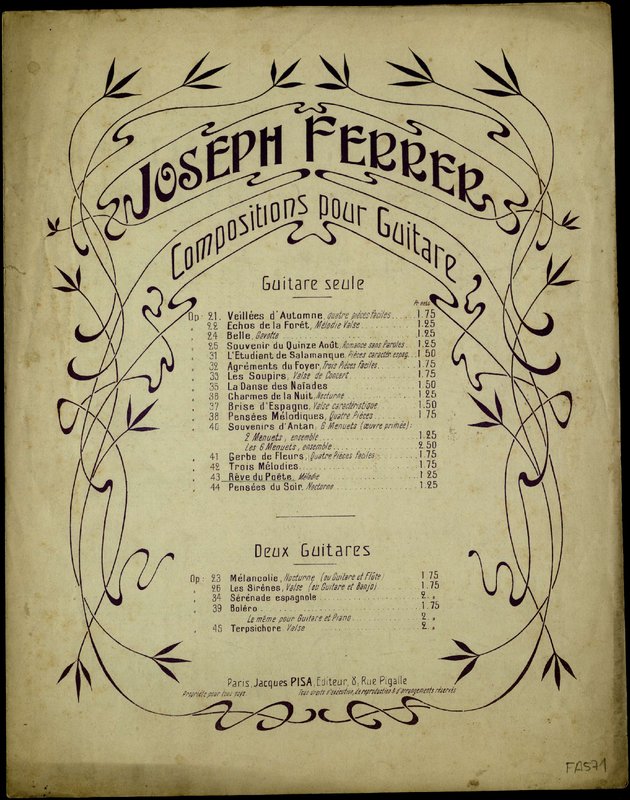 JOSEPH FERRER
Compositions pour Guitare
Guitare seule
Pr nets
Op: 21. Veillées d'Automne, quatre pièces faciles... 1.75
" 22 Echos de la Forêt, Mélodie Valse 1.25
" 24 Belle, Gavotte 1.25
" 25 Souvenir du Quinze Août, Romance sans Paroles 1.25
" 31 L'Étudiant de Salamanque, Pièces caractér. espag. 1.50
" 32 Agréments du Foyer, Trois Pièces faciles 1.75
" 33 Les Soupirs, Valse de Concert 1.75
" 35 La Danse des Naïades 1.50
" 36 Charmes de la Nuit, Nocturne 1.25
" 37 Brise d'Espagne, Valse caractéristique 1.50
" 38 Pensées Mélodiques, Quatre Pièces 1 75
" 40 Souvenirs d'Antan, 6 Menuets (œuvre primée):
2 Menuets, ensemble 1.25
Les 6 Menuets, ensemble 2.50
" 41 Gerbe de Fleurs, Quatre Pièces faciles 1.75
" 42 Trois Mélodies 1.75
" 43 Rêve du Poète, Mélodie 1 25
" 44 Pensées du Soir, Nocturne 1.25
Deux Guitares
Op: 23 Mélancolie, Nocturne (ou Guitare et Flûte) 1 75
" 26 Les Sirènes, Valse (ou Guitare et Banjo) 1.75
" 34 Sérénade espagnole 2 "
" 39 Boléro 1.75
Le même pour Guitare et Piano 2 "
" 45 Terpsichore, Valse 2 "
Paris, Jacques PISA, Editeur, 8, Rue Pigalle
Propriété pour tous pays. Tous droits d'exécution, de reproduction & d'arrangements réservés
FA571